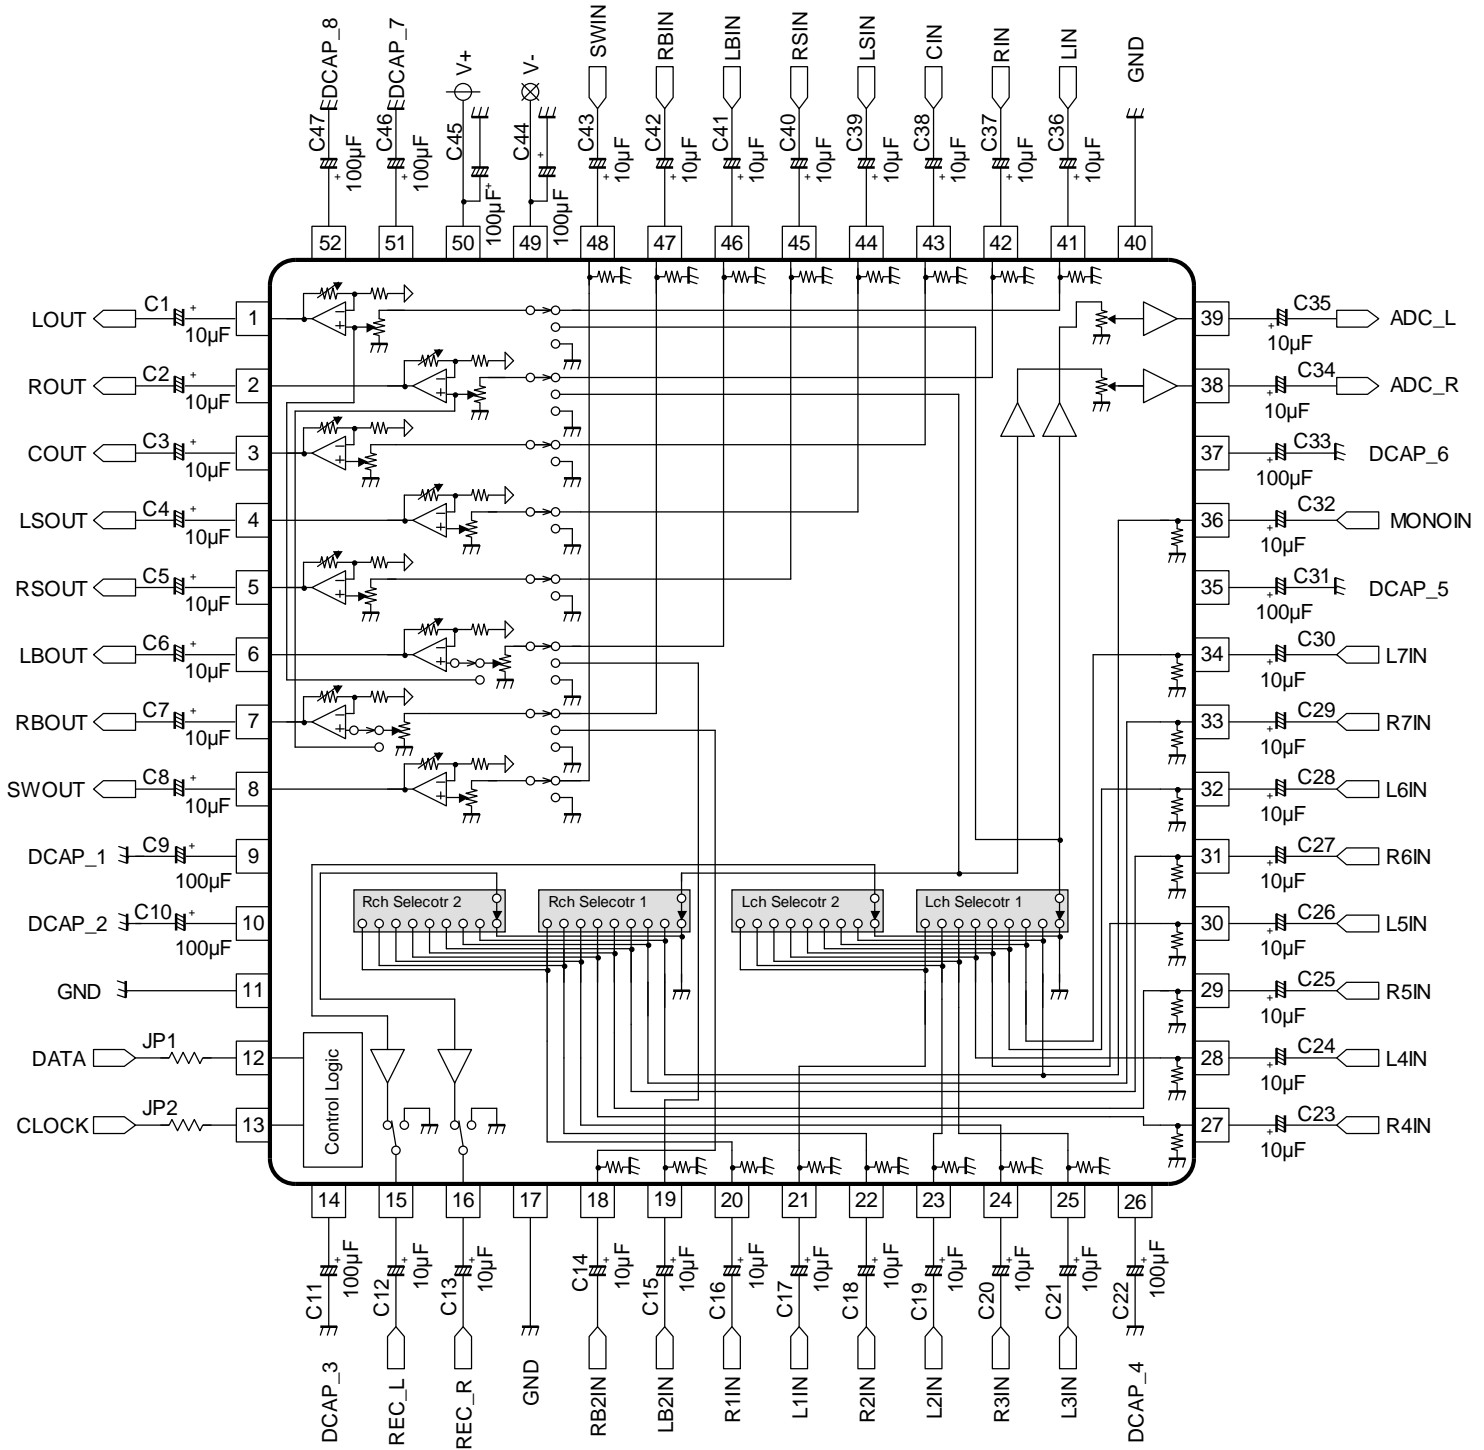 DCAP_8
DCAP_7
V+
V-
SWIN
RBIN
LBIN
RSIN
LSIN
CIN
RIN
LIN
GND
C47
100µF
C46
100µF
C45
100µF
C44
100µF
C43
10µF
C42
10µF
C41
10µF
C40
10µF
C39
10µF
C38
10µF
C37
10µF
C36
10µF
52
51
50
49
48
47
46
45
44
43
42
41
40
LOUT
C1
10µF
1
ROUT
C2
10µF
2
COUT
C3
10µF
3
LSOUT
C4
10µF
4
RSOUT
C5
10µF
5
LBOUT
C6
10µF
6
RBOUT
C7
10µF
7
SWOUT
C8
10µF
8
DCAP_1
C9
100µF
9
DCAP_2
C10
100µF
10
GND
11
DATA
JP1
12
CLOCK
JP2
13
Control Logic
Rch Selecotr 2
Rch Selecotr 1
Lch Selecotr 2
Lch Selecotr 1
39
C35
10µF
ADC_L
38
C34
10µF
ADC_R
37
C33
100µF
DCAP_6
36
C32
10µF
MONOIN
35
C31
100µF
DCAP_5
34
C30
10µF
L7IN
33
C29
10µF
R7IN
32
C28
10µF
L6IN
31
C27
10µF
R6IN
30
C26
10µF
L5IN
29
C25
10µF
R5IN
28
C24
10µF
L4IN
27
C23
10µF
R4IN
14
15
16
17
18
19
20
21
22
23
24
25
26
C11
100µF
C12
10µF
C13
10µF
C14
10µF
C15
10µF
C16
10µF
C17
10µF
C18
10µF
C19
10µF
C20
10µF
C21
10µF
C22
100µF
DCAP_3
REC_L
REC_R
GND
RB2IN
LB2IN
R1IN
L1IN
R2IN
L2IN
R3IN
L3IN
DCAP_4